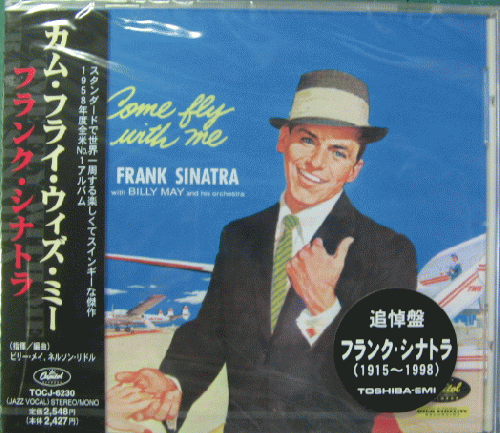 カム・フライ・ウィズ・ミー
フランク・シナトラ
スタンダードで世界一周する楽しくてスインギーな傑作
1958年度全米No.1アルバム
(指揮/編曲)
ビリー・メイ、ネルソン・リドル
Capitol
TOCJ-6230
(JAZZ VOCAL) STEREO/MONO
定価2,548円
(本体2,427円)
Come fly
with me
FRANK SINATRA
with BILLY MAY and his orchestra
TWA
追悼盤
フランク・シナトラ
(1915〜1998)
TOSHIBA-EMI
Capitol